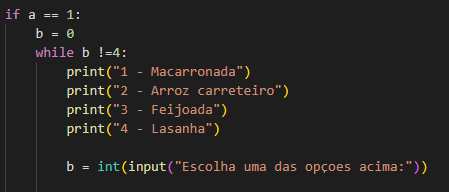 if a == 1:
    b = 0
    while b !=4:
        print("1 - Macarronada")
        print("2 - Arroz carreteiro")
        print("3 - Feijoada")
        print("4 - Lasanha")

        b = int(input("Escolha uma das opçoes acima:"))